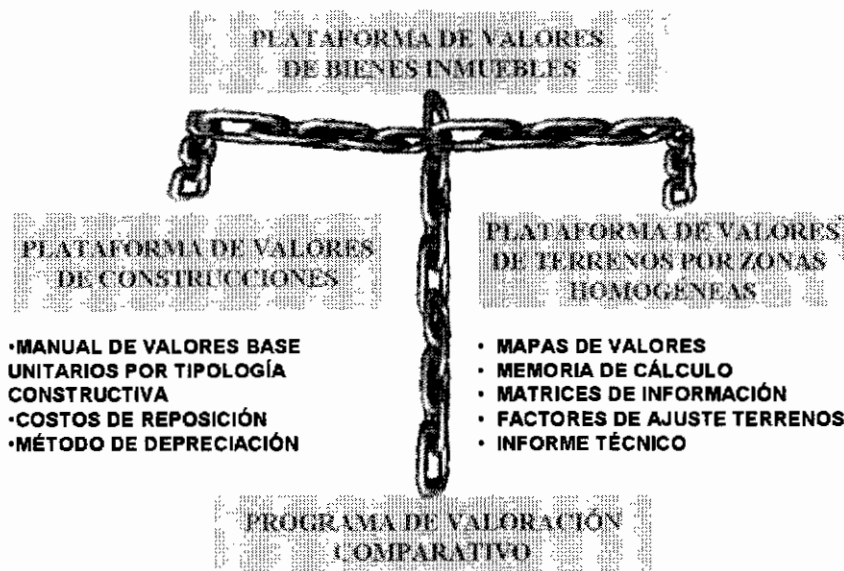 PLATAFORMA DE VALORES
DE BIENES INMUEBLES
PLATAFORMA DE VALORES
DE CONSTRUCCIONES
•MANUAL DE VALORES BASE
UNITARIOS POR TIPOLOGÍA
CONSTRUCTIVA
•COSTOS DE REPOSICIÓN
•MÉTODO DE DEPRECIACIÓN
PLATAFORMA DE VALORES
DE TERRENOS POR ZONAS
HOMOGÉNEAS
• MAPAS DE VALORES
• MEMORIA DE CÁLCULO
• MATRICES DE INFORMACIÓN
• FACTORES DE AJUSTE TERRENOS
• INFORME TÉCNICO
PROGRAMA DE VALORACIÓN
COMPARATIVO